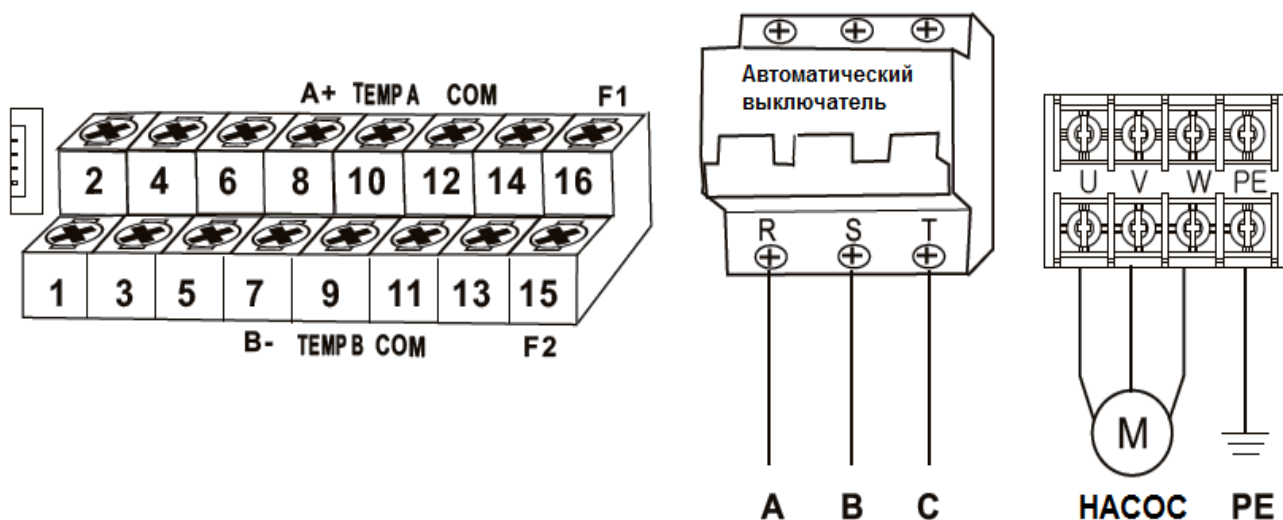 A+ TEMP A COM F1
2 4 6 8 10 12 14 16
1 3 5 7 9 11 13 15
B- TEMP B COM F2
Автоматический
выключатель
R S T
A B C
U V W PE
M
НАСОС PE